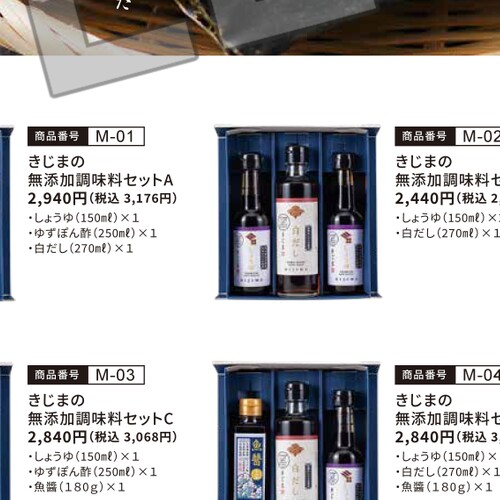 だ
商品番号 M-01
きじまの
無添加調味料セットA
2,940円(税込 3,176円)
・しょうゆ(150㎖)×1
・ゆずぽん酢(250㎖)×1
・白だし(270㎖)×1
商品番号 M-02
きじまの
無添加調味料セ
2,440円(税込 2,
・しょうゆ(150㎖)×
・白だし(270㎖)×1
白だし
商品番号 M-03
きじまの
無添加調味料セットC
2,840円(税込 3,068円)
・しょうゆ(150㎖)×1
・ゆずぽん酢(250㎖)×1
・魚醬(180g)×1
商品番号 M-04
きじまの
無添加調味料セ
2,840円(税込 3,
・しょうゆ(150㎖)×
・白だし(270㎖)×1
・魚醬(180g)×1
魚醬
白だし